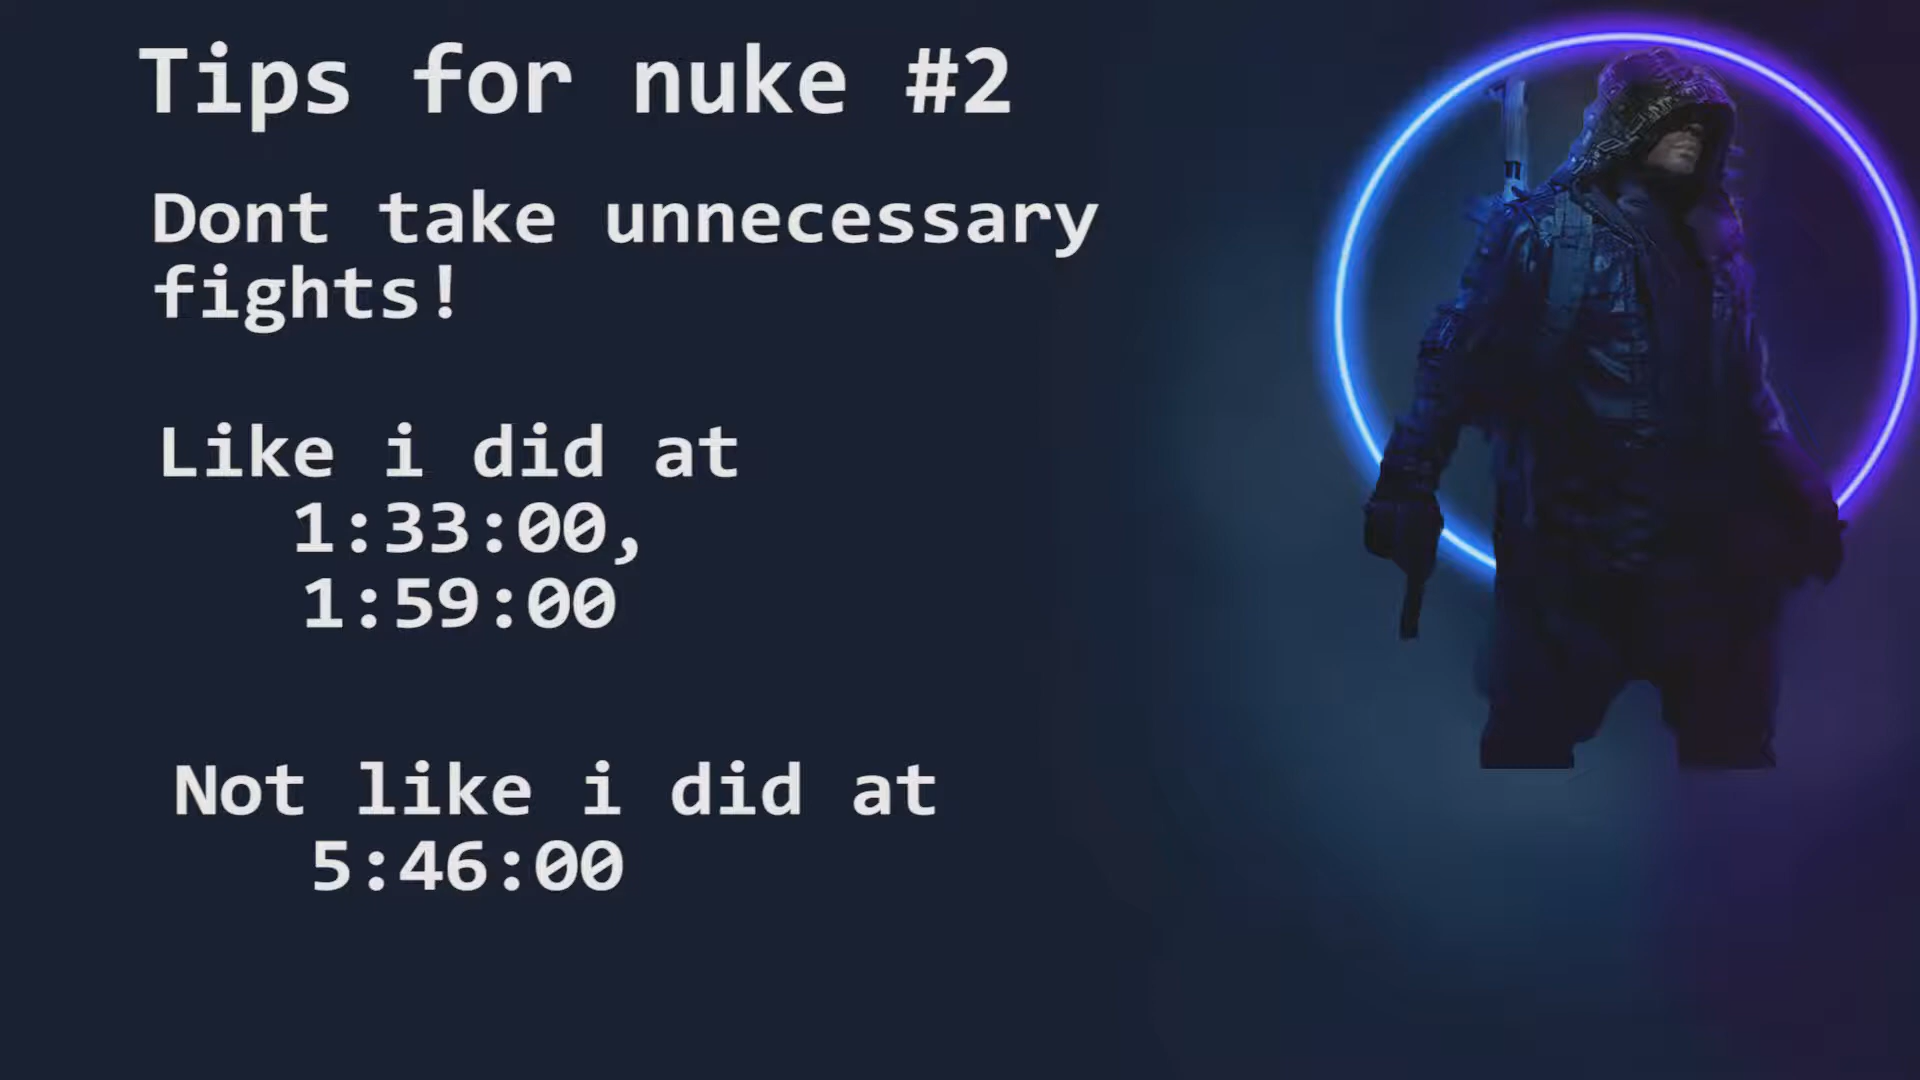 Tips for nuke #2
Dont take unnecessary
fights!
Like i did at
1:33:00,
1:59:00
Not like i did at
5:46:00